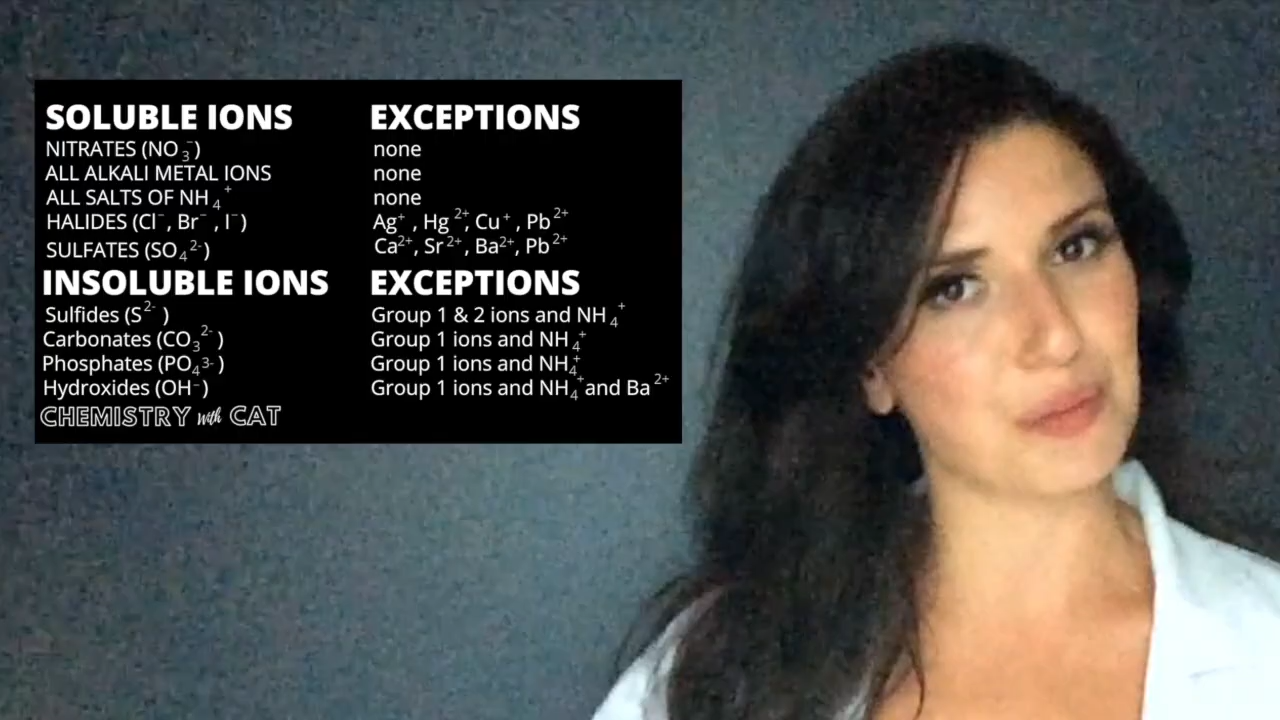 SOLUBLE IONS EXCEPTIONS
NITRATES (NO₃⁻) none
ALL ALKALI METAL IONS none
ALL SALTS OF NH₄⁺ none
HALIDES (Cl⁻, Br⁻, I⁻) Ag⁺, Hg²⁺, Cu⁺, Pb²⁺
SULFATES (SO₄²⁻) Ca²⁺, Sr²⁺, Ba²⁺, Pb²⁺
INSOLUBLE IONS EXCEPTIONS
Sulfides (S²⁻) Group 1 & 2 ions and NH₄⁺
Carbonates (CO₃²⁻) Group 1 ions and NH₄⁺
Phosphates (PO₄³⁻) Group 1 ions and NH₄⁺
Hydroxides (OH⁻) Group 1 ions and NH₄⁺ and Ba²⁺
CHEMISTRY with CAT